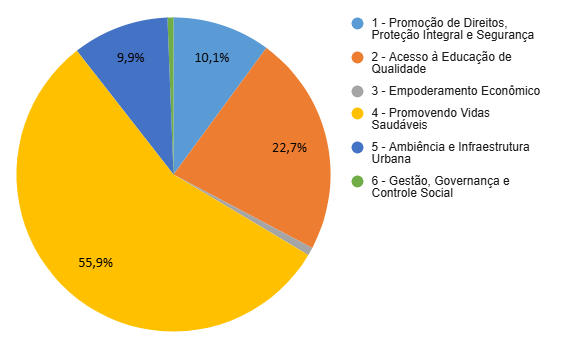 9,9%
10,1%
22,7%
55,9%
1 - Promoção de Direitos,
Proteção Integral e Segurança
2 - Acesso à Educação de
Qualidade
3 - Empoderamento Econômico
4 - Promovendo Vidas
Saudáveis
5 - Ambiência e Infraestrutura
Urbana
6 - Gestão, Governança e
Controle Social